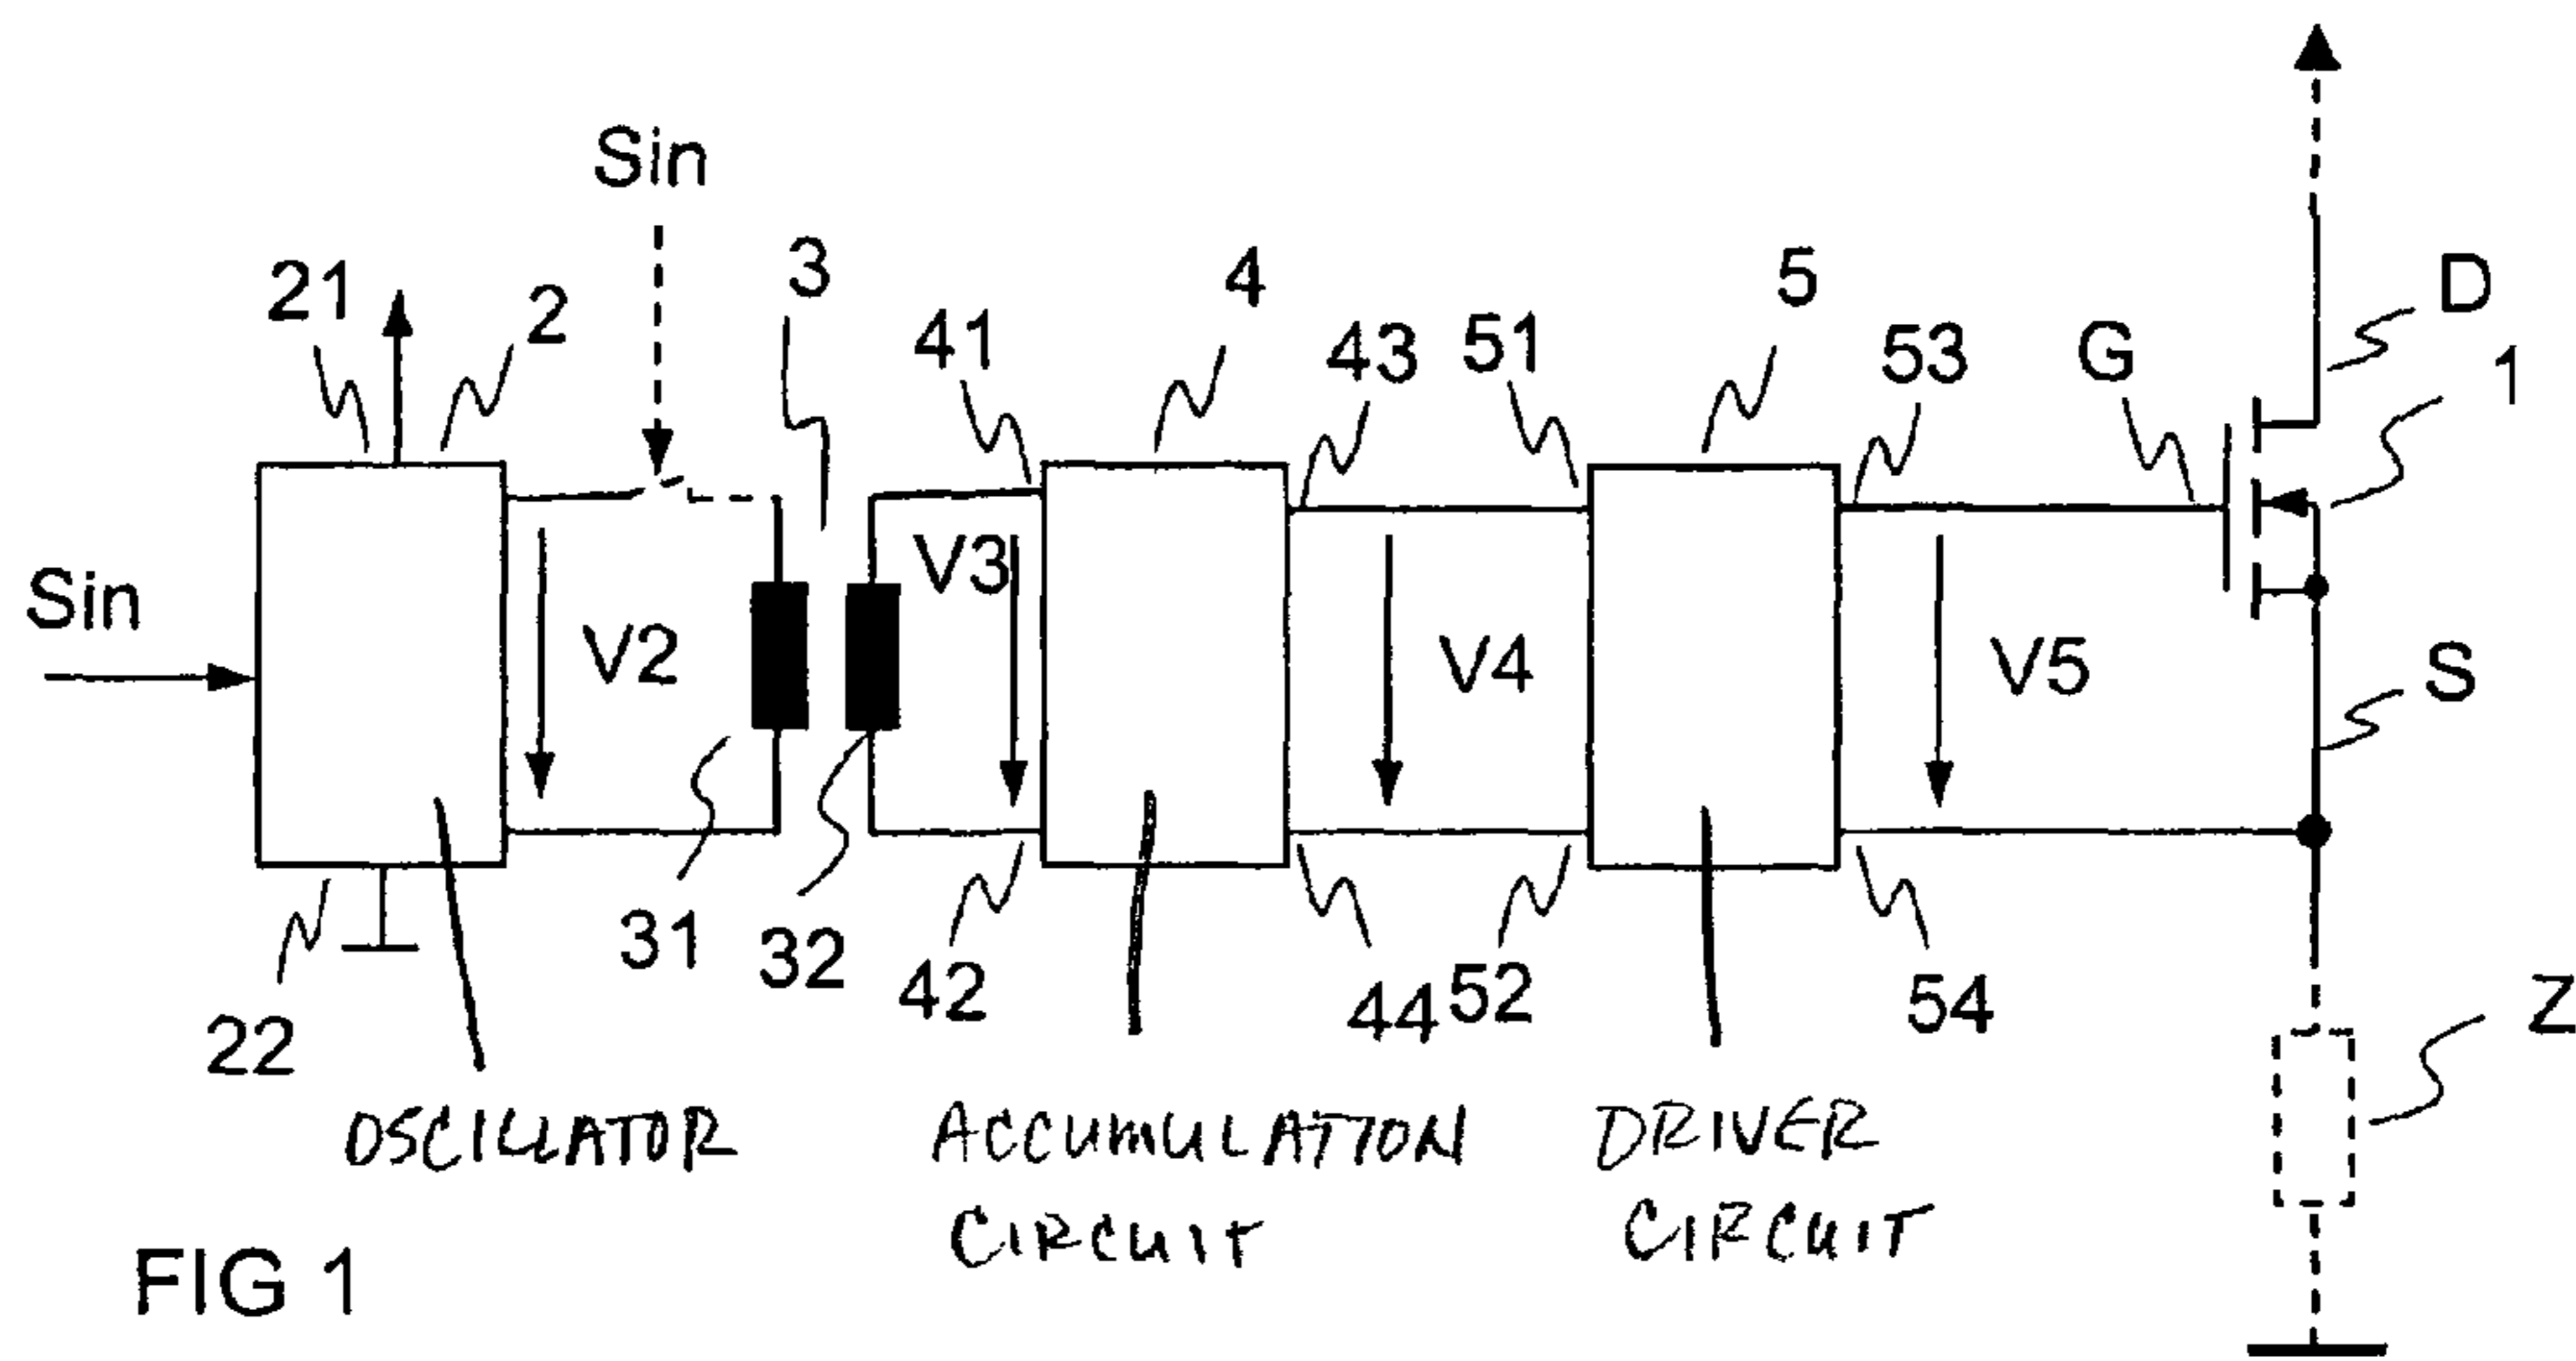 Sin
21
2
3
41
4
43
51
5
53
G
D
1
Sin
V2
V3
V4
V5
S
31
32
42
44
52
54
22
Z
OSCILLATOR
ACCUMULATION
CIRCUIT
DRIVER
CIRCUIT
FIG 1